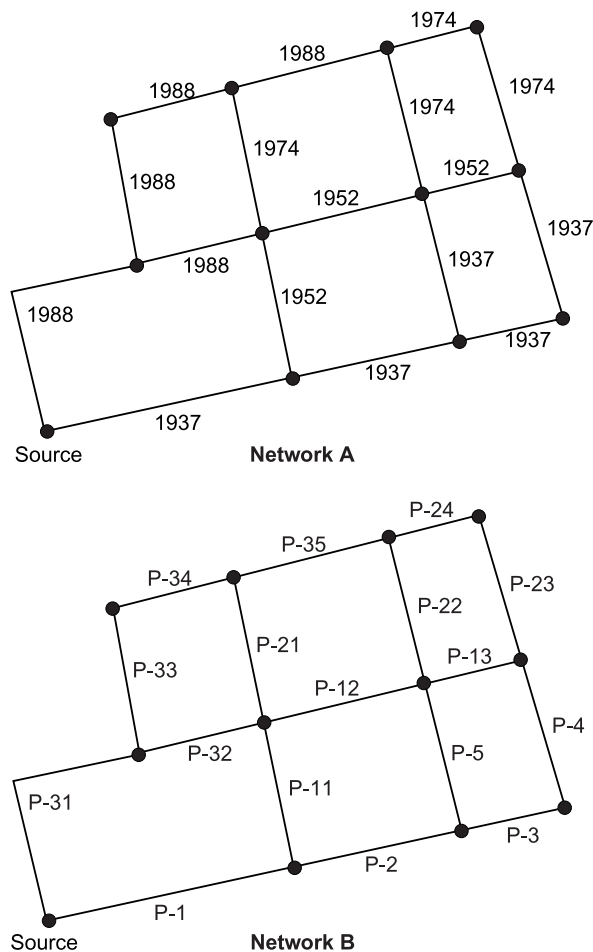 1974
1988
1988
1974
1974
1974
1988
1952
1952
1988
1937
1937
1952
1988
1937
1937
1937
Source
Network A
P-24
P-35
P-34
P-23
P-22
P-21
P-13
P-33
P-12
P-32
P-4
P-5
P-11
P-31
P-3
P-2
P-1
Source
Network B